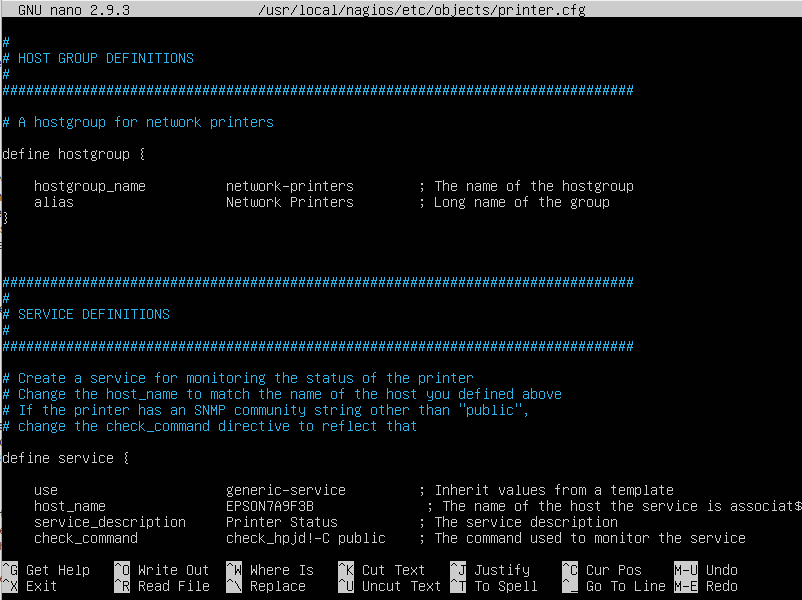 GNU nano 2.9.3 /usr/local/nagios/etc/objects/printer.cfg
#
# HOST GROUP DEFINITIONS
#
###############################################################################
# A hostgroup for network printers
define hostgroup {
hostgroup_name network-printers ; The name of the hostgroup
alias Network Printers ; Long name of the group
}
###############################################################################
#
# SERVICE DEFINITIONS
#
###############################################################################
# Create a service for monitoring the status of the printer
# Change the host_name to match the name of the host you defined above
# If the printer has an SNMP community string other than "public",
# change the check_command directive to reflect that
define service {
use generic-service ; Inherit values from a template
host_name EPSON7A9F3B ; The name of the host the service is associat$
service_description Printer Status ; The service description
check_command check_hpjd!-C public ; The command used to monitor the service
^G Get Help ^O Write Out ^W Where Is ^K Cut Text ^J Justify ^C Cur Pos M-U Undo
^X Exit ^R Read File ^\ Replace ^U Uncut Text ^T To Spell ^_ Go To Line M-E Redo